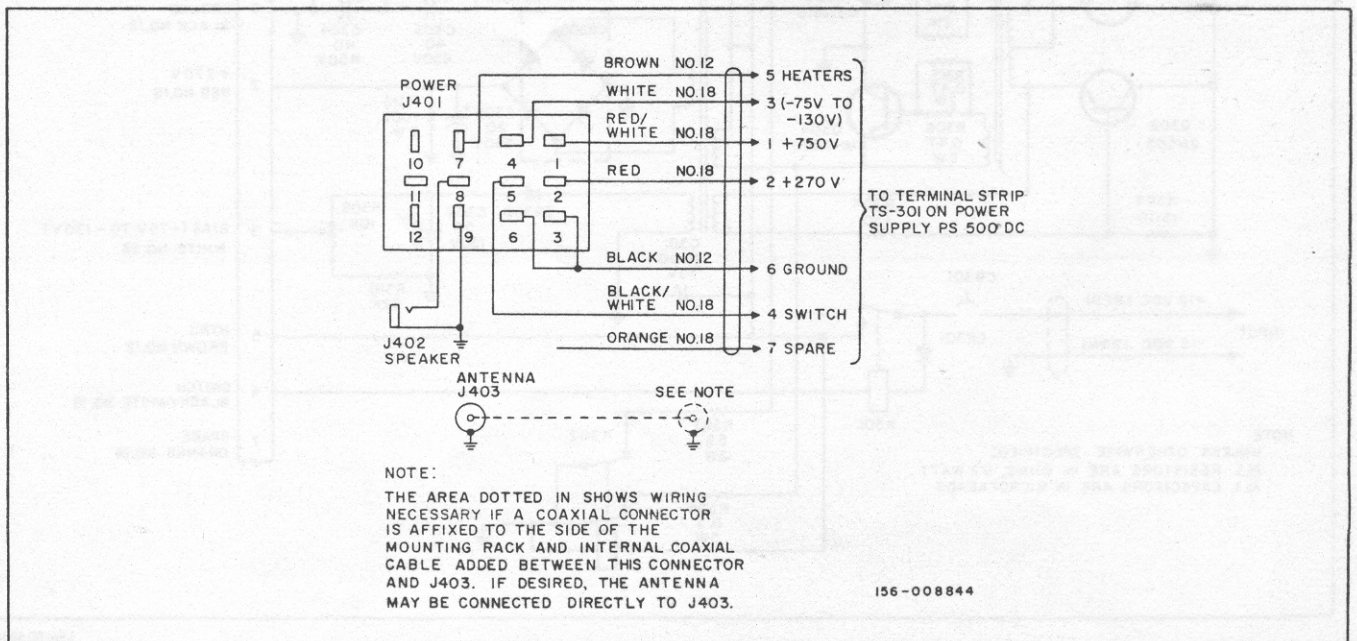 POWER
J401
BROWN NO.12
5 HEATERS
WHITE NO.18
3 (-75V TO
-130V)
RED/
WHITE NO.18
1 +750V
RED NO.18
2 +270 V
10 7 4 1
11 8 5 2
12 9 6 3
TO TERMINAL STRIP
TS-301 ON POWER
SUPPLY PS 500 DC
BLACK NO.12
6 GROUND
BLACK/
WHITE NO.18
4 SWITCH
ORANGE NO.18
7 SPARE
J402
SPEAKER
ANTENNA
J403
SEE NOTE
NOTE:
THE AREA DOTTED IN SHOWS WIRING
NECESSARY IF A COAXIAL CONNECTOR
IS AFFIXED TO THE SIDE OF THE
MOUNTING RACK AND INTERNAL COAXIAL
CABLE ADDED BETWEEN THIS CONNECTOR
AND J403. IF DESIRED, THE ANTENNA
MAY BE CONNECTED DIRECTLY TO J403.
156-008844